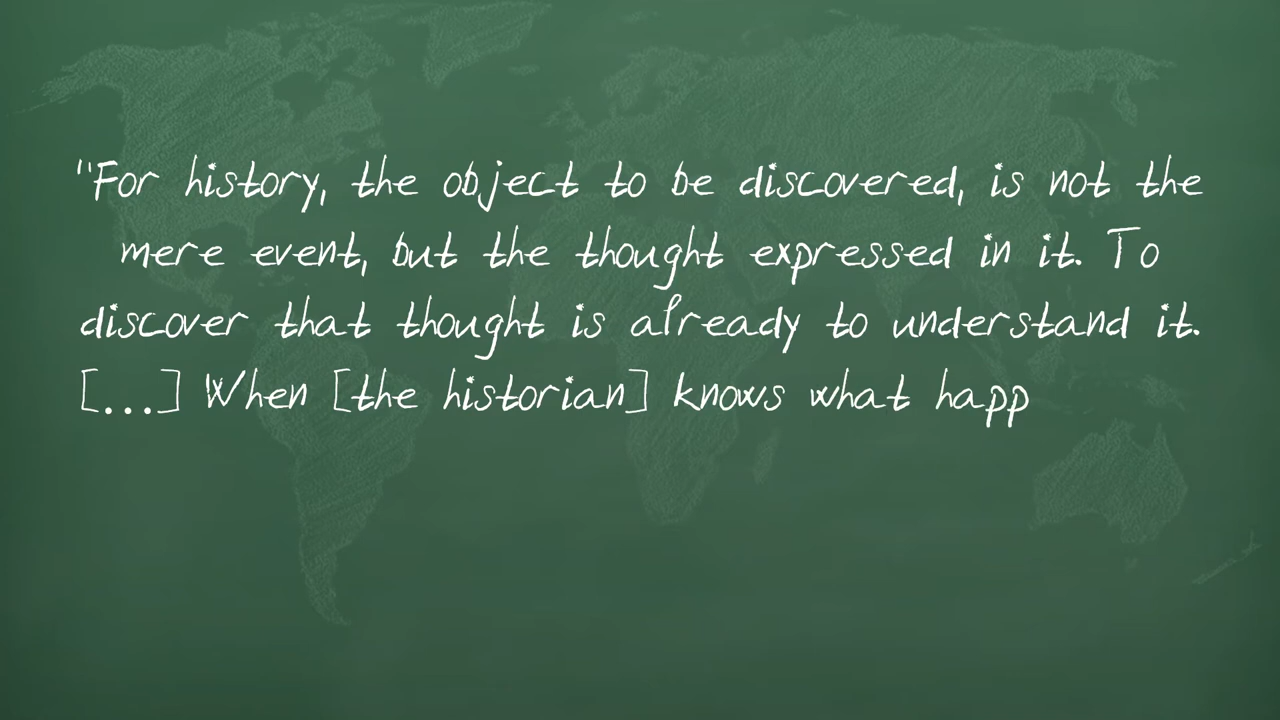 "For history, the object to be discovered, is not the
mere event, but the thought expressed in it. To
discover that thought is already to understand it.
[...] When [the historian] knows what happ